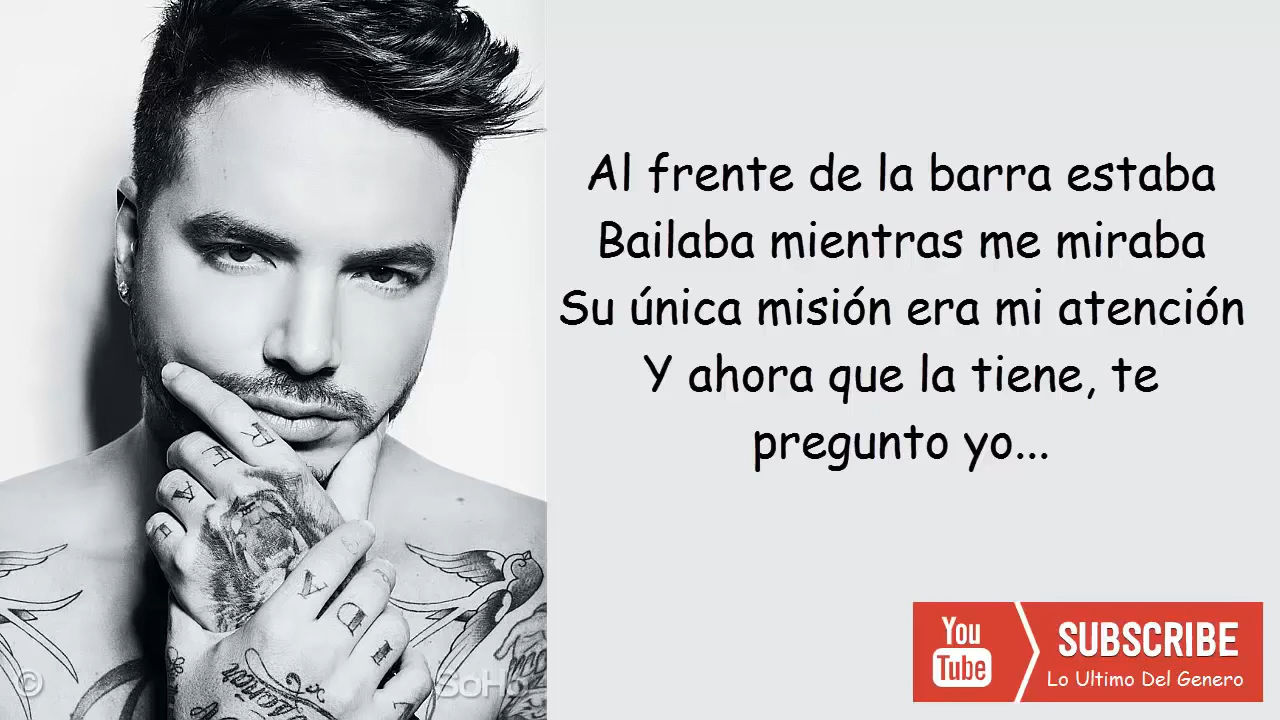 Al frente de la barra estaba
Bailaba mientras me miraba
Su única misión era mi atención
Y ahora que la tiene, te
pregunto yo...
You
Tube
SUBSCRIBE
Lo Ultimo Del Genero
©
SoHo